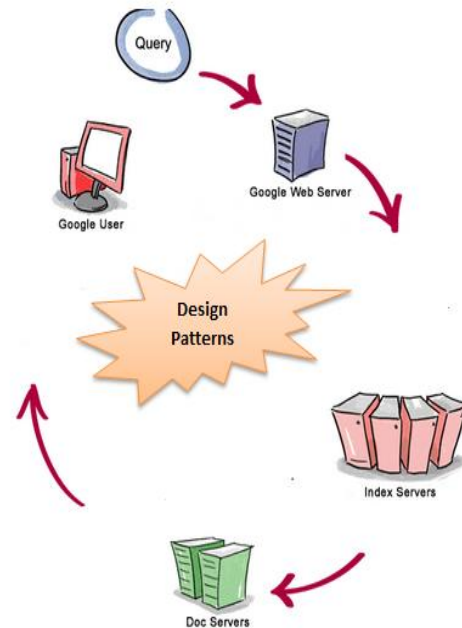 Query
Google Web Server
Google User
Design
Patterns
Index Servers
Doc Servers